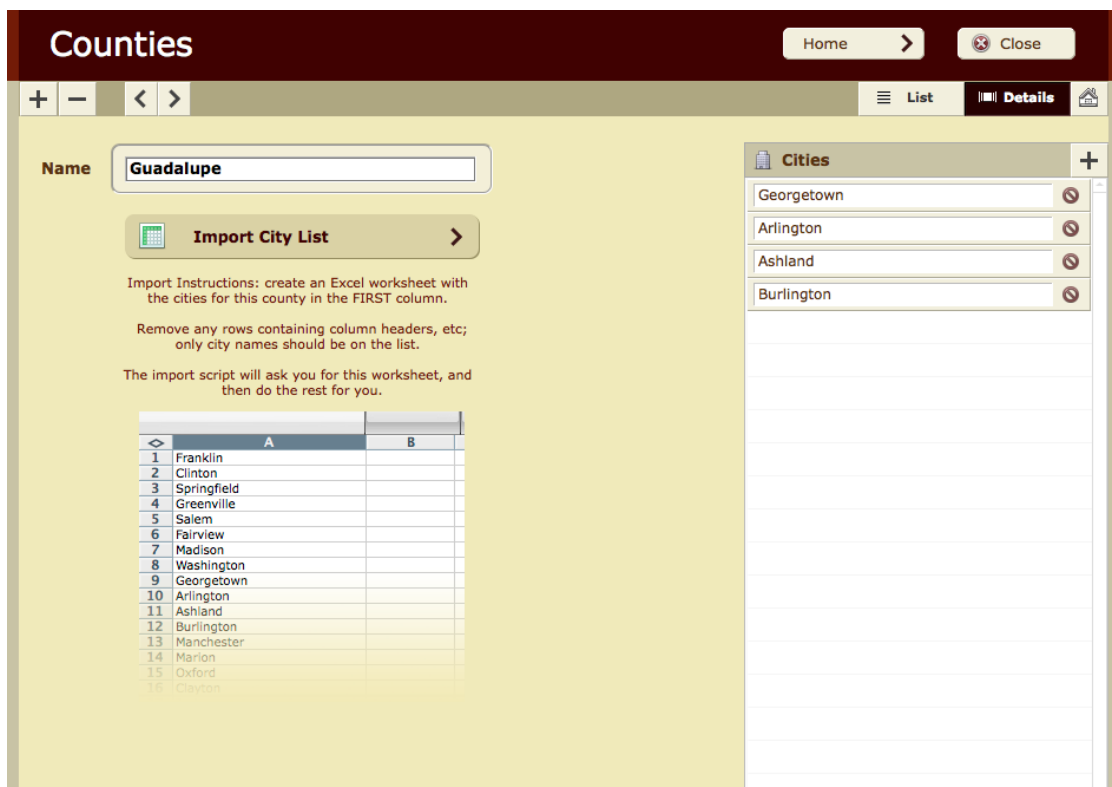 Counties
Home
Close
List
Details
Name
Guadalupe
Import City List
Import Instructions: create an Excel worksheet with
the cities for this county in the FIRST column.
Remove any rows containing column headers, etc;
only city names should be on the list.
The import script will ask you for this worksheet, and
then do the rest for you.
A B
1 Franklin
2 Clinton
3 Springfield
4 Greenville
5 Salem
6 Fairview
7 Madison
8 Washington
9 Georgetown
10 Arlington
11 Ashland
12 Burlington
13 Manchester
14 Marion
15 Oxford
16 Clayton
Cities
Georgetown
Arlington
Ashland
Burlington